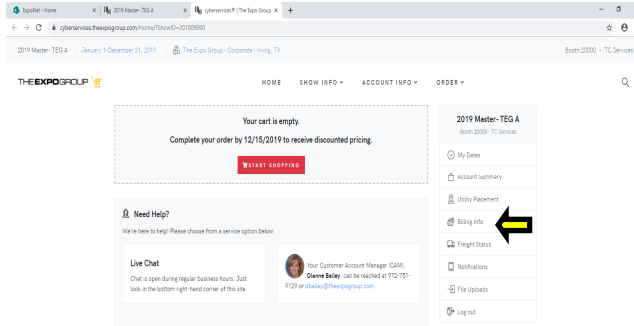 ExpoNet - Home
2019 Master- TEG A
cyberservices® | The Expo Group
cyberservices.theexpogroup.com/Home/?ShowID=201809000
2019 Master- TEG A
January 1-December 31, 2019
The Expo Group - Corporate | Irving, TX
Booth 20000 - TC Services
THE EXPO GROUP
HOME
SHOW INFO
ACCOUNT INFO
ORDER
Your cart is empty.
Complete your order by 12/15/2019 to receive discounted pricing.
START SHOPPING
2019 Master- TEG A
Booth 20000 - TC Services
My Dates
Account Summary
Utility Placement
Billing Info
Freight Status
Notifications
File Uploads
Log out
Need Help?
We're here to help! Please choose from a service option below:
Live Chat
Chat is open during regular business hours. Just
look in the bottom right-hand corner of this site.
Your Customer Account Manager (CAM),
Dianne Bailey, can be reached at 972-751-
9129 or dbailey@theexpogroup.com